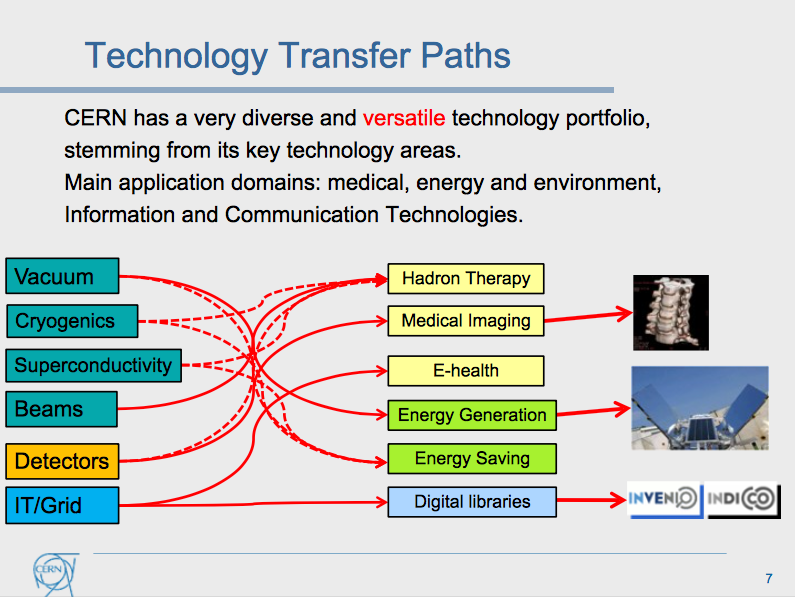 Technology Transfer Paths
CERN has a very diverse and versatile technology portfolio,
stemming from its key technology areas.
Main application domains: medical, energy and environment,
Information and Communication Technologies.
Vacuum
Cryogenics
Superconductivity
Beams
Detectors
IT/Grid
Hadron Therapy
Medical Imaging
E-health
Energy Generation
Energy Saving
Digital libraries
INVENIO
INDICO
CERN
7